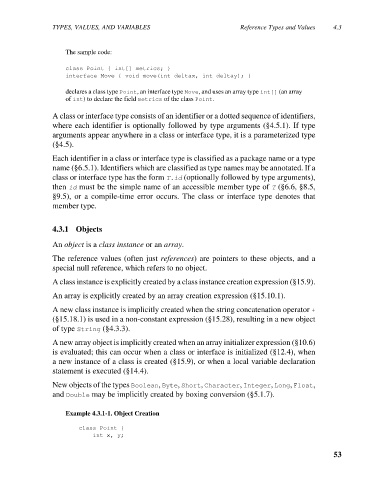 TYPES, VALUES, AND VARIABLES Reference Types and Values 4.3
The sample code:
class Point { int[] metrics; }
interface Move { void move(int deltax, int deltay); }
declares a class type Point, an interface type Move, and uses an array type int[] (an array
of int) to declare the field metrics of the class Point.
A class or interface type consists of an identifier or a dotted sequence of identifiers,
where each identifier is optionally followed by type arguments (§4.5.1). If type
arguments appear anywhere in a class or interface type, it is a parameterized type
(§4.5).
Each identifier in a class or interface type is classified as a package name or a type
name (§6.5.1). Identifiers which are classified as type names may be annotated. If a
class or interface type has the form T.id (optionally followed by type arguments),
then id must be the simple name of an accessible member type of T (§6.6, §8.5,
§9.5), or a compile-time error occurs. The class or interface type denotes that
member type.
4.3.1 Objects
An object is a class instance or an array.
The reference values (often just references) are pointers to these objects, and a
special null reference, which refers to no object.
A class instance is explicitly created by a class instance creation expression (§15.9).
An array is explicitly created by an array creation expression (§15.10.1).
A new class instance is implicitly created when the string concatenation operator +
(§15.18.1) is used in a non-constant expression (§15.28), resulting in a new object
of type String (§4.3.3).
A new array object is implicitly created when an array initializer expression (§10.6)
is evaluated; this can occur when a class or interface is initialized (§12.4), when
a new instance of a class is created (§15.9), or when a local variable declaration
statement is executed (§14.4).
New objects of the types Boolean, Byte, Short, Character, Integer, Long, Float,
and Double may be implicitly created by boxing conversion (§5.1.7).
Example 4.3.1-1. Object Creation
class Point {
int x, y;
53